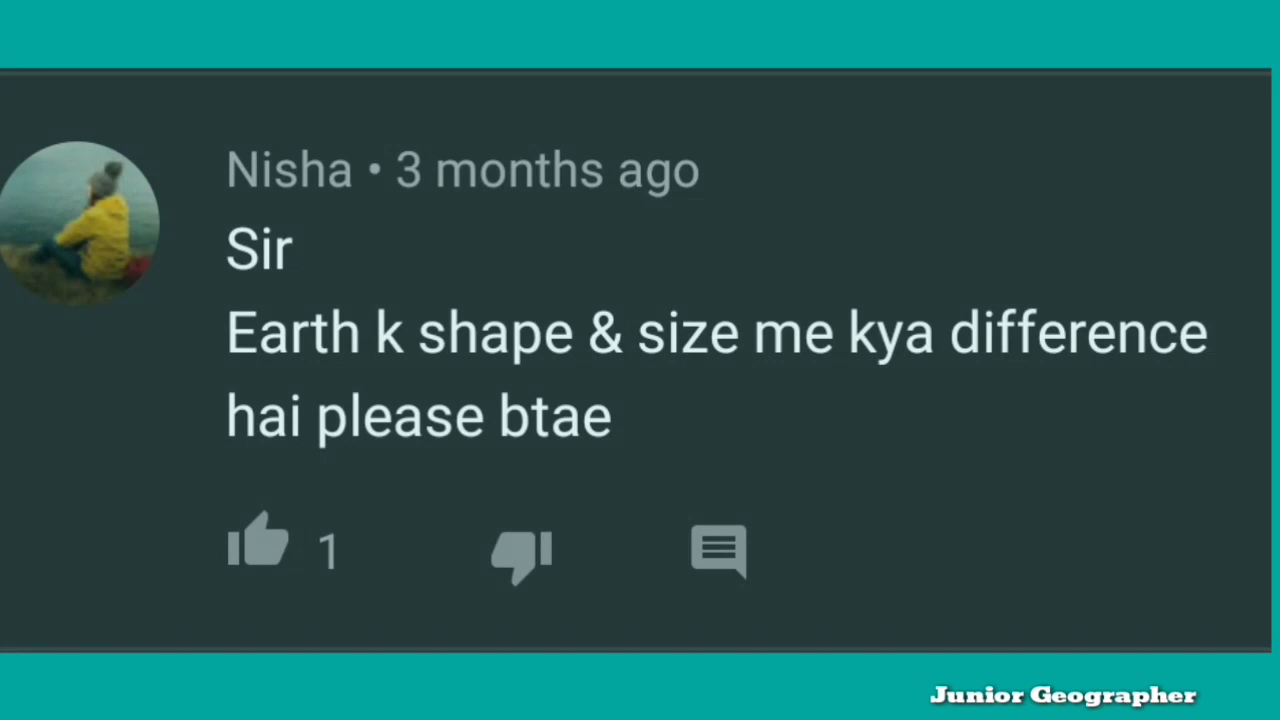 Nisha • 3 months ago
Sir
Earth k shape & size me kya difference
hai please btae
1
Junior Geographer